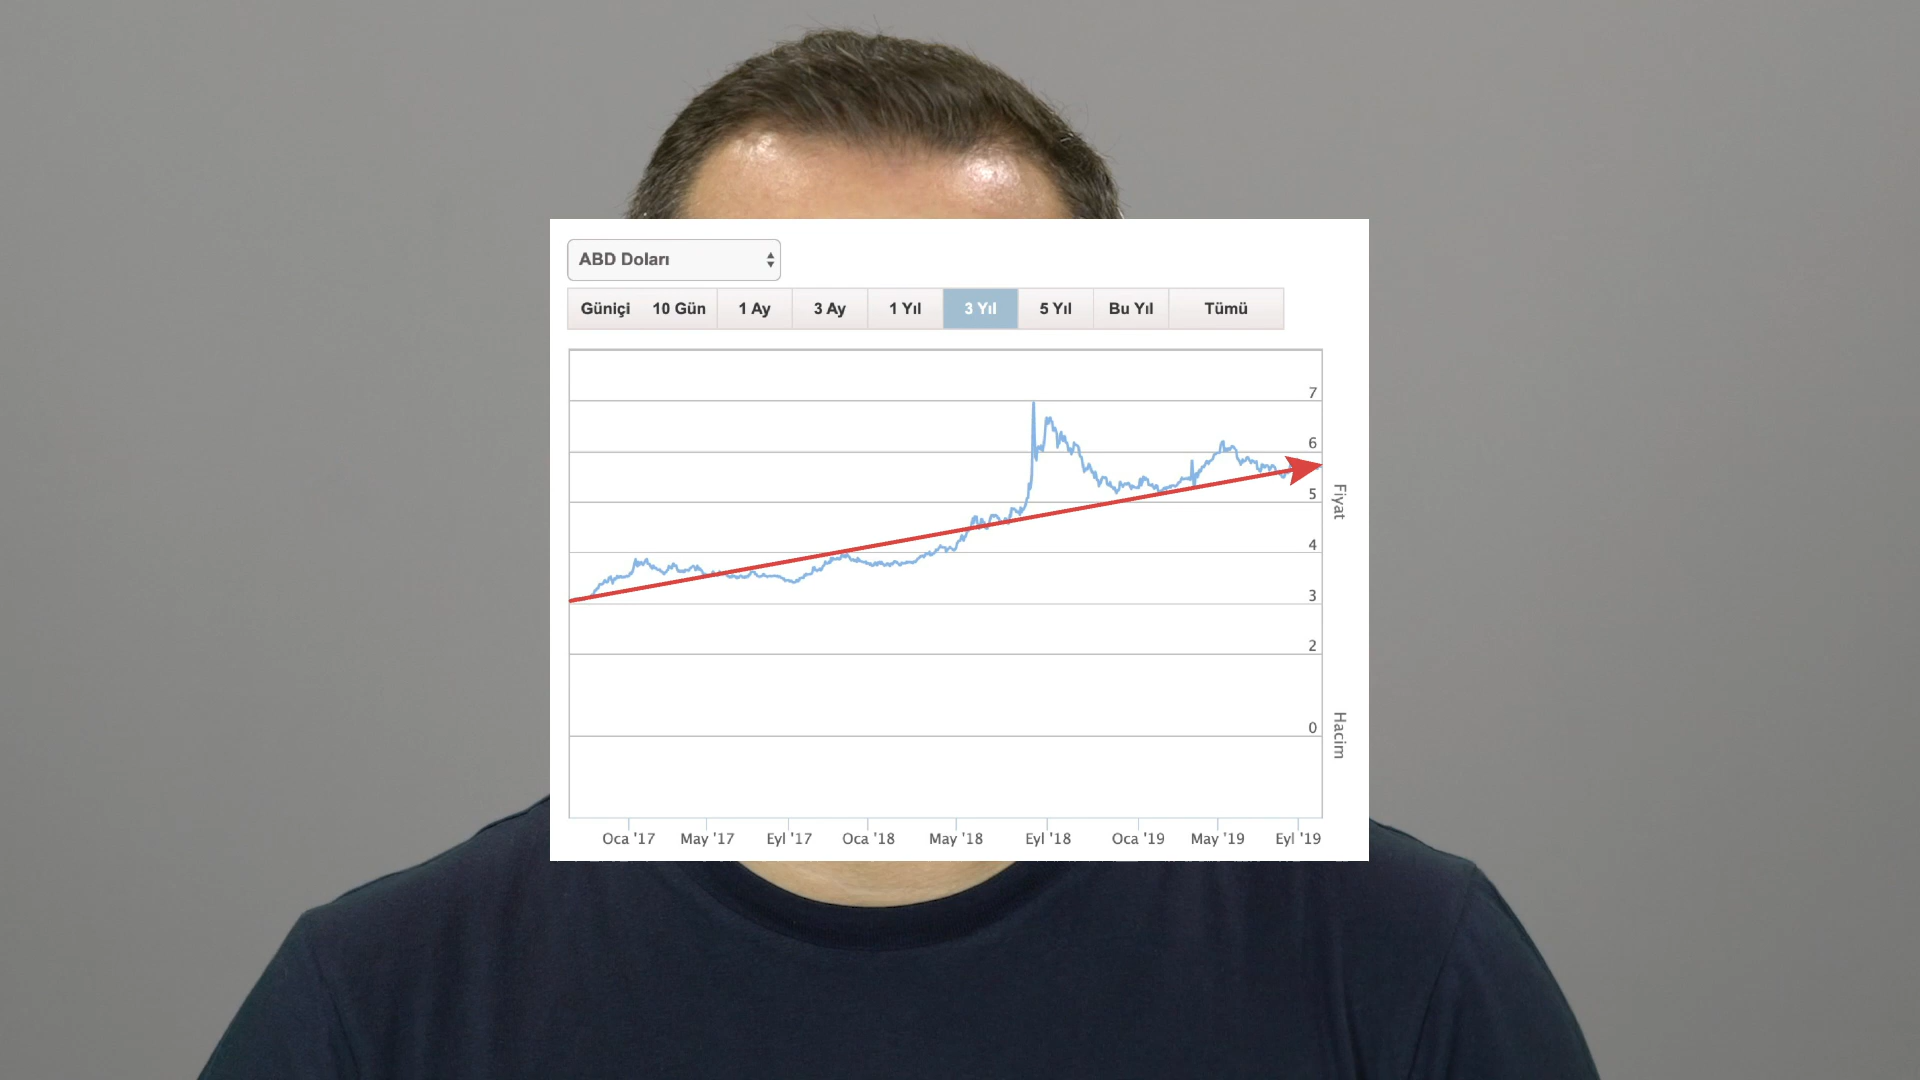 ABD Doları
Güniçi 10 Gün 1 Ay 3 Ay 1 Yıl 3 Yıl 5 Yıl Bu Yıl Tümü
7
6
5
4
3
2
0
Fiyat
Hacim
Oca '17 May '17 Eyl '17 Oca '18 May '18 Eyl '18 Oca '19 May '19 Eyl '19